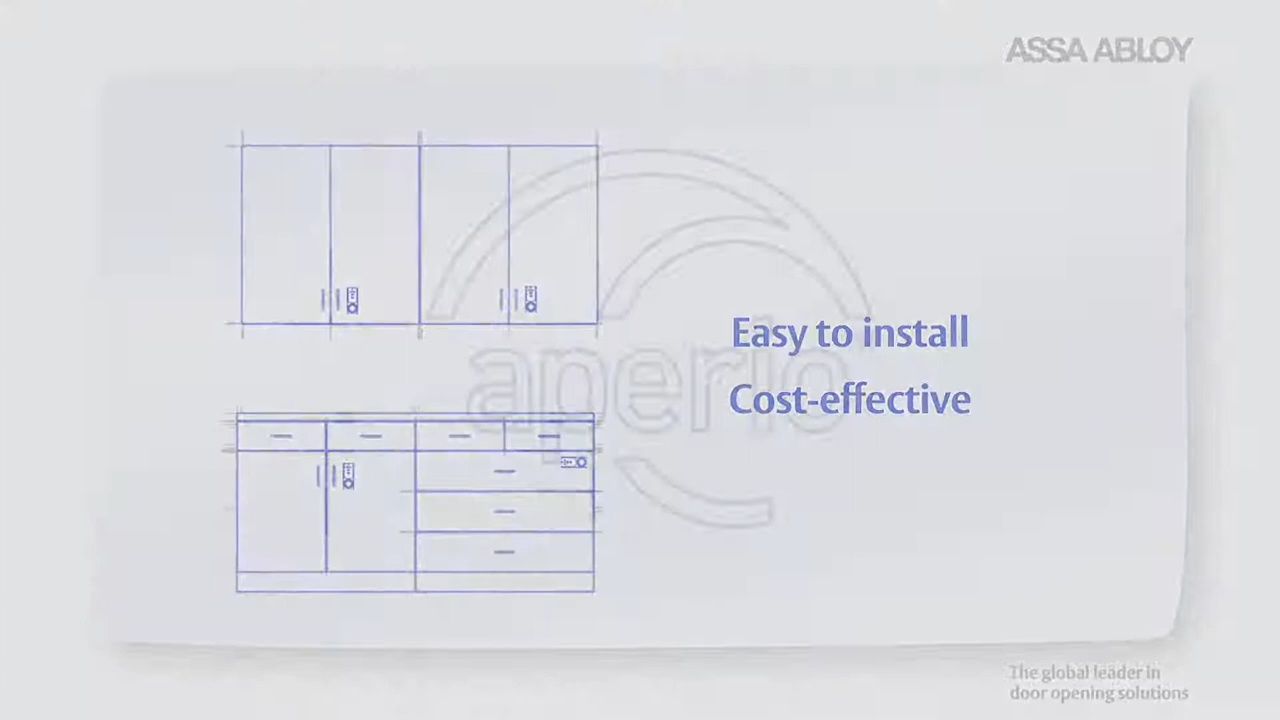 ASSA ABLOY
aperio
Easy to install
Cost-effective
The global leader in
door opening solutions